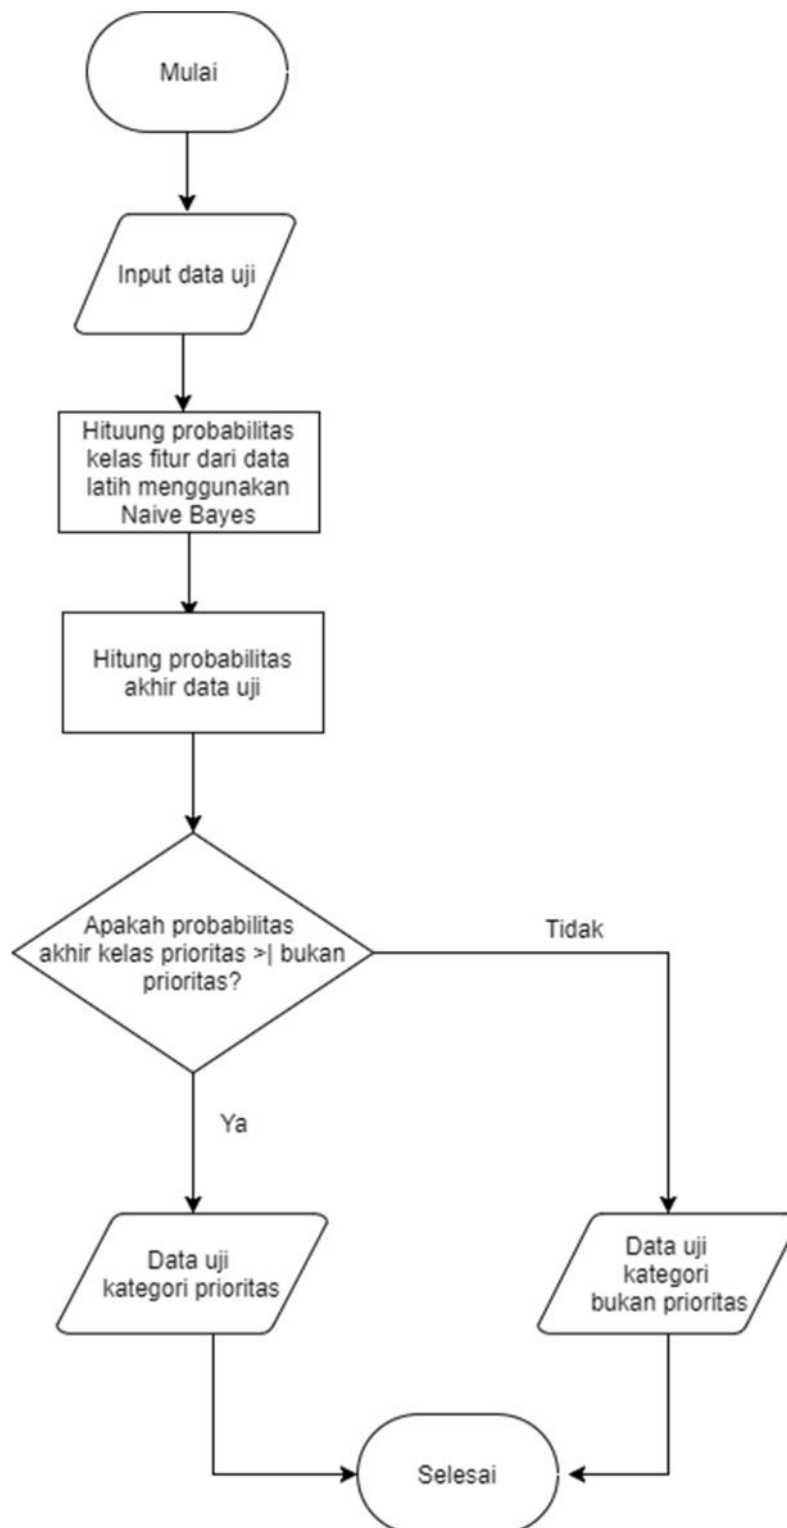 Mulai
Input data uji
Hituung probabilitas
kelas fitur dari data
latih menggunakan
Naive Bayes
Hitung probabilitas
akhir data uji
Apakah probabilitas
akhir kelas prioritas >| bukan
prioritas?
Tidak
Ya
Data uji
kategori prioritas
Data uji
kategori
bukan prioritas
Selesai